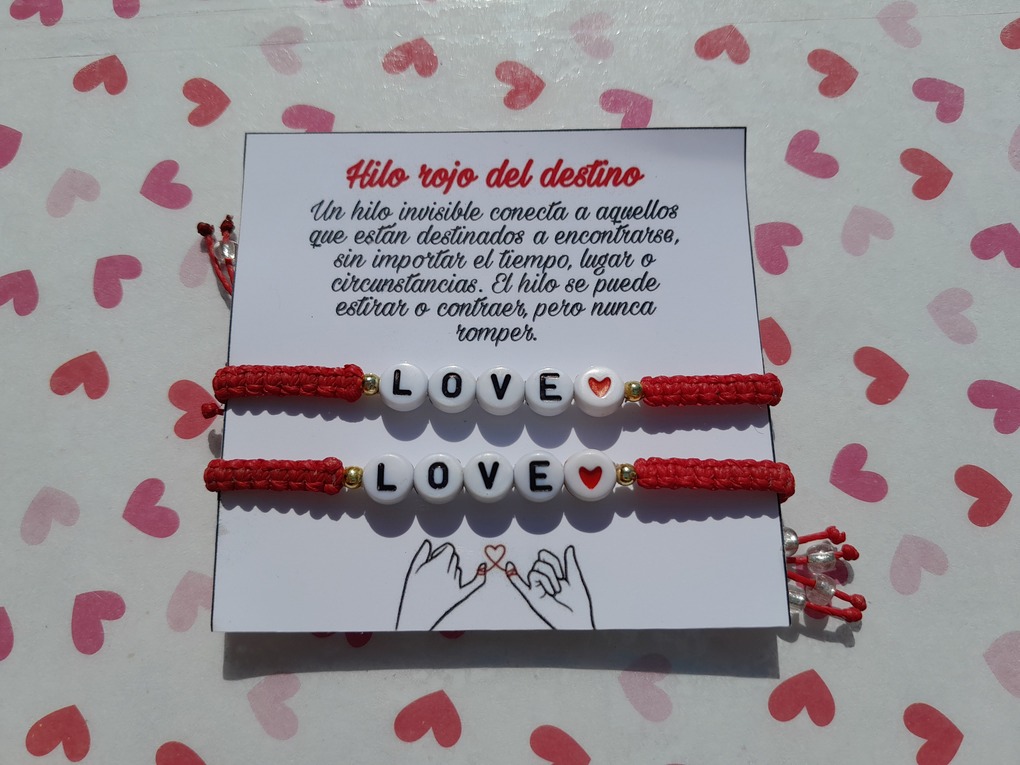 Hilo rojo del destino
Un hilo invisible conecta a aquellos
que estan destinados a encontrarse,
sin importar el tiempo, lugar o
circunstancias. El hilo se puede
estirar o contraer, pero nunca
romper.
LOVE
LOVE